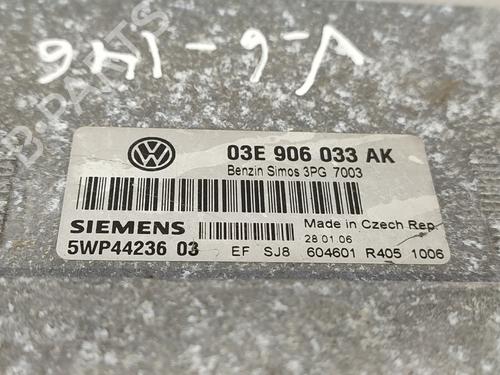 03E 906 033 AK
Benzin Simos 3PG 7003
SIEMENS
Made in Czech Rep.
28.01.06
5WP44236 03
EF SJ8 604601 R405 1006
B-PARTS